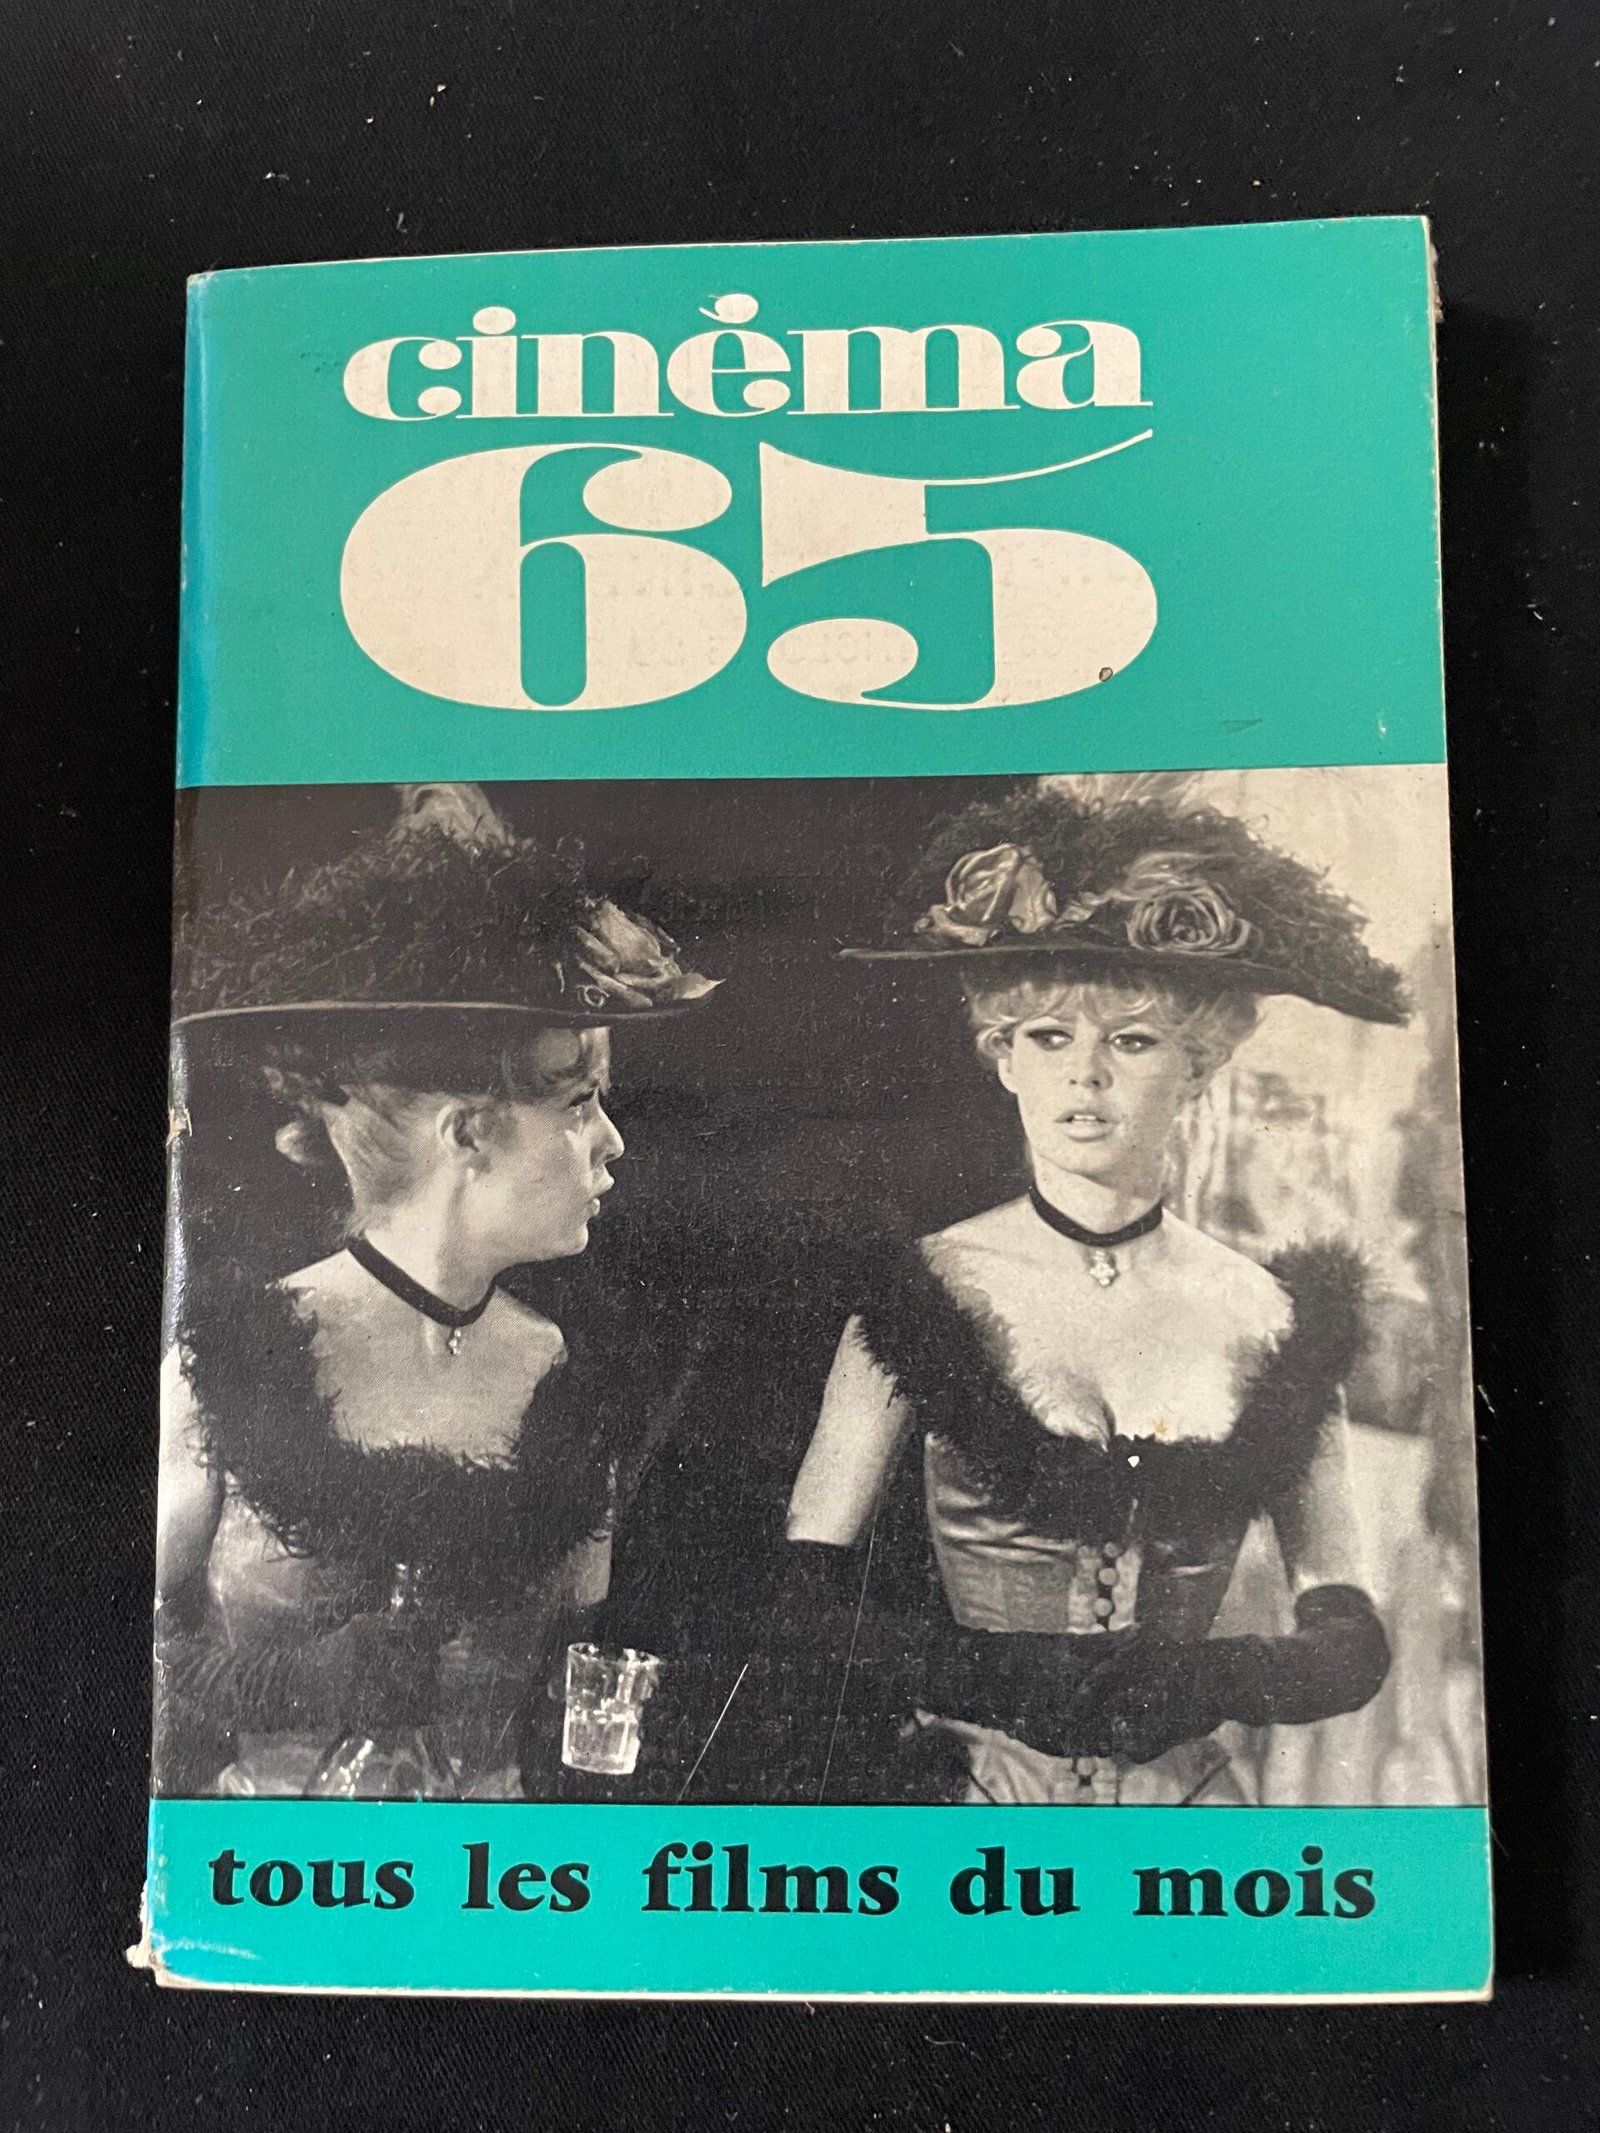 cinéma
65
tous les films du mois